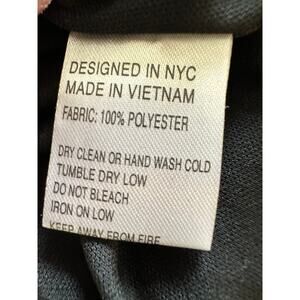 DESIGNED IN NYC
MADE IN VIETNAM
FABRIC: 100% POLYESTER
DRY CLEAN OR HAND WASH COLD
TUMBLE DRY LOW
DO NOT BLEACH
IRON ON LOW
KEEP AWAY FROM FIRE